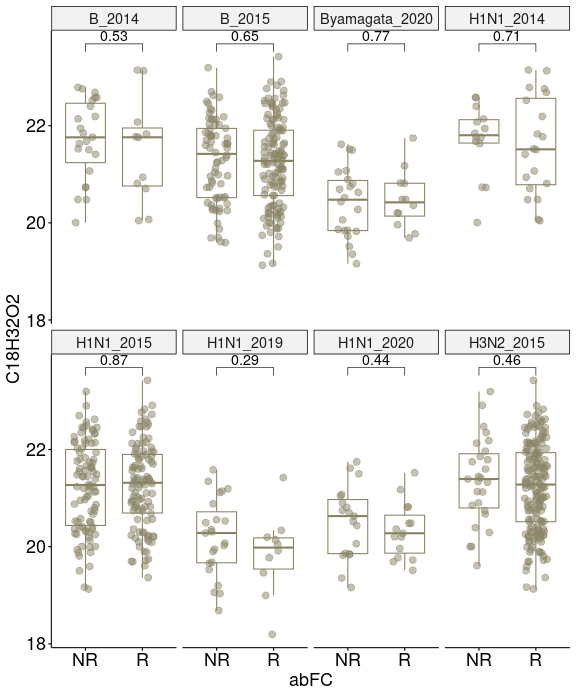 B_2014 B_2015 Byamagata_2020 H1N1_2014
0.53 0.65 0.77 0.71
22
20
18
C18H32O2
H1N1_2015 H1N1_2019 H1N1_2020 H3N2_2015
0.87 0.29 0.44 0.46
22
20
18
NR R NR R NR R NR R
abFC